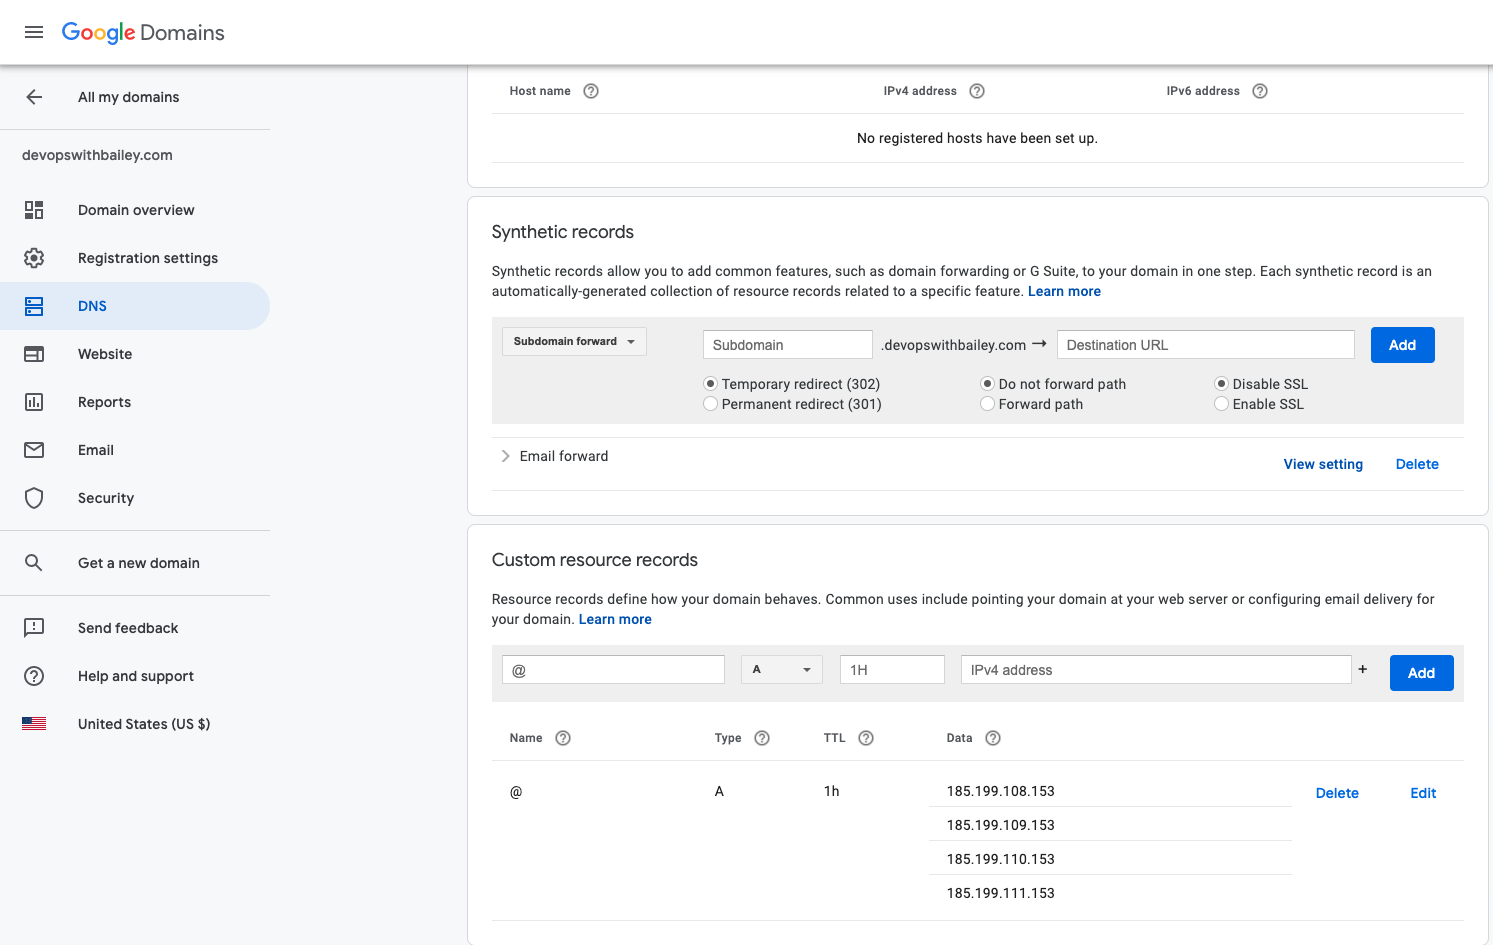 Google Domains
All my domains
devopswithbailey.com
Domain overview
Registration settings
DNS
Website
Reports
Email
Security
Get a new domain
Send feedback
Help and support
United States (US $)
Host name ? IPv4 address ? IPv6 address ?
No registered hosts have been set up.
Synthetic records
Synthetic records allow you to add common features, such as domain forwarding or G Suite, to your domain in one step. Each synthetic record is an
automatically-generated collection of resource records related to a specific feature. Learn more
Subdomain forward Subdomain .devopswithbailey.com → Destination URL Add
Temporary redirect (302) Do not forward path Disable SSL
Permanent redirect (301) Forward path Enable SSL
Email forward View setting Delete
Custom resource records
Resource records define how your domain behaves. Common uses include pointing your domain at your web server or configuring email delivery for
your domain. Learn more
@ A 1H IPv4 address + Add
Name ? Type ? TTL ? Data ?
@ A 1h 185.199.108.153 Delete Edit
185.199.109.153
185.199.110.153
185.199.111.153